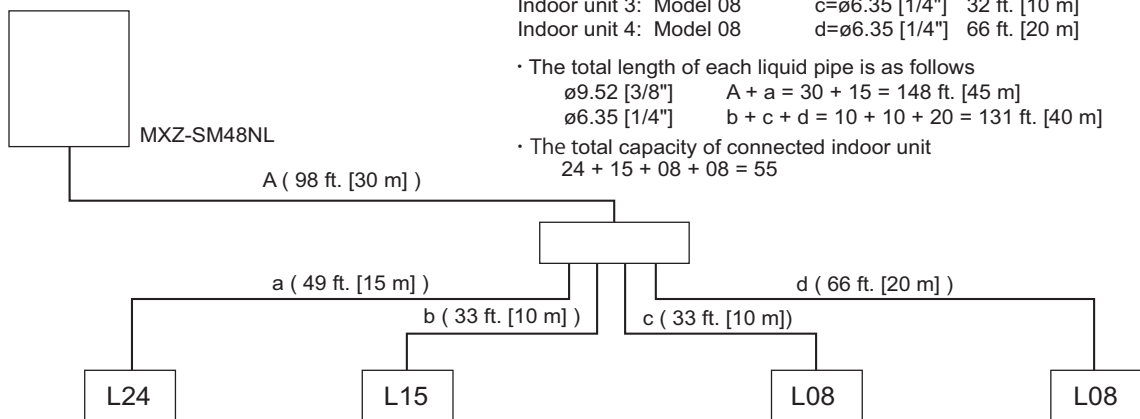 Indoor unit 3: Model 08 c=ø6.35 [1/4"] 32 ft. [10 m]
Indoor unit 4: Model 08 d=ø6.35 [1/4"] 66 ft. [20 m]
・The total length of each liquid pipe is as follows
ø9.52 [3/8"] A + a = 30 + 15 = 148 ft. [45 m]
ø6.35 [1/4"] b + c + d = 10 + 10 + 20 = 131 ft. [40 m]
・The total capacity of connected indoor unit
24 + 15 + 08 + 08 = 55
MXZ-SM48NL
A ( 98 ft. [30 m] )
a ( 49 ft. [15 m] )
d ( 66 ft. [20 m] )
b ( 33 ft. [10 m] )
c ( 33 ft. [10 m])
L24
L15
L08
L08